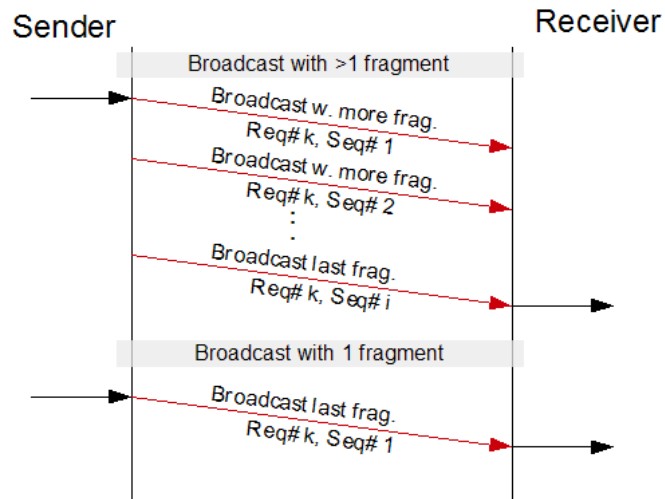 Sender
Receiver
Broadcast with >1 fragment
Broadcast w. more frag.
Req# k, Seq# 1
Broadcast w. more frag.
Req# k, Seq# 2
:
Broadcast last frag.
Req# k, Seq# i
Broadcast with 1 fragment
Broadcast last frag.
Req# k, Seq# 1